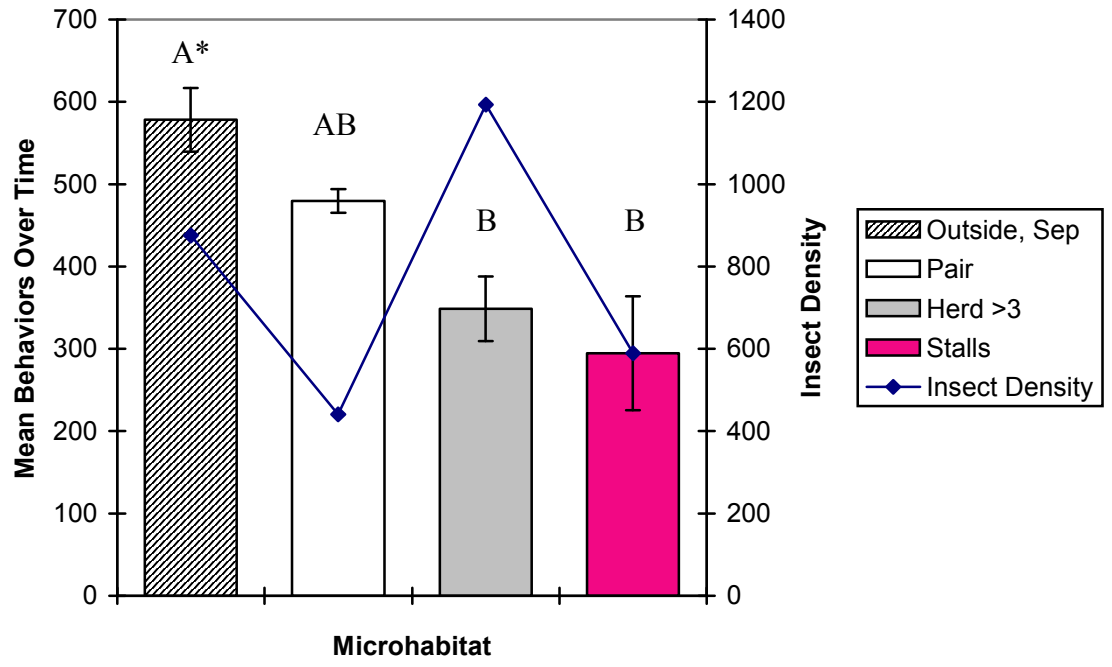 Mean Behaviors Over Time
700
600
500
400
300
200
100
0
A*
AB
B
B
1400
1200
1000
800
600
400
200
0
Insect Density
Microhabitat
Outside, Sep
Pair
Herd >3
Stalls
Insect Density